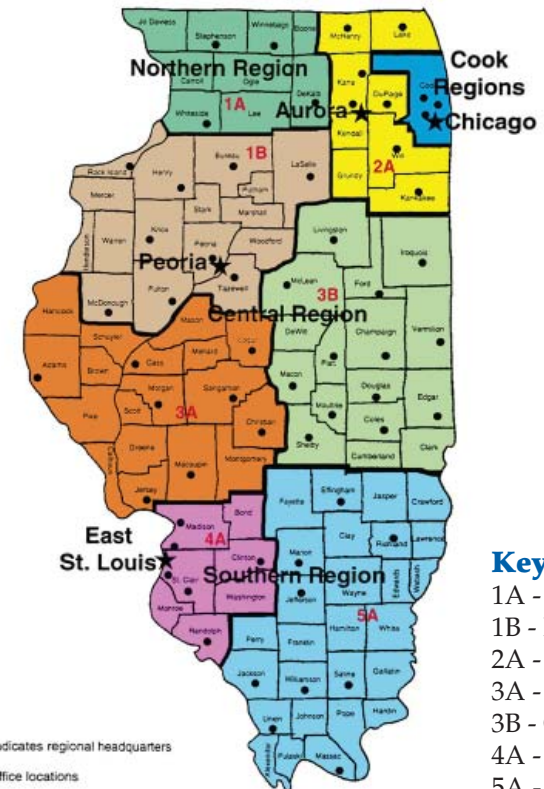 Jo Daviess
Stephenson
Winnebago
Boone
McHenry
Lake
Northern Region
Carroll
Ogle
DeKalb
Whiteside
1A
Lee
Kane
DuPage
Cook
Cook
Regions
Aurora
Chicago
Kendall
Will
2A
Grundy
Kankakee
Rock Island
Henry
Bureau
1B
LaSalle
Mercer
Putnam
Stark
Marshall
Henderson
Warren
Knox
Peoria
Woodford
Peoria
Tazewell
Fulton
McDonough
Livingston
Iroquois
McLean
Ford
3B
Central Region
Hancock
Schuyler
Mason
Logan
DeWitt
Champaign
Vermilion
Adams
Brown
Cass
Menard
Piatt
Macon
Morgan
Sangamon
Douglas
Edgar
Pike
Scott
3A
Christian
Moultrie
Coles
Greene
Shelby
Clark
Cumberland
Calhoun
Macoupin
Montgomery
Jersey
Fayette
Effingham
Jasper
Crawford
Bond
Madison
East
St. Louis
4A
Clay
Richland
Lawrence
Clinton
Marion
St. Clair
Southern Region
Washington
Jefferson
Wayne
Edwards
Wabash
Monroe
Randolph
5A
Hamilton
White
Perry
Franklin
Jackson
Williamson
Saline
Gallatin
Union
Johnson
Pope
Hardin
Alexander
Pulaski
Massac
Key
1A -
1B -
2A -
3A -
3B -
4A -
5A -
dicates regional headquarters
ffice locations